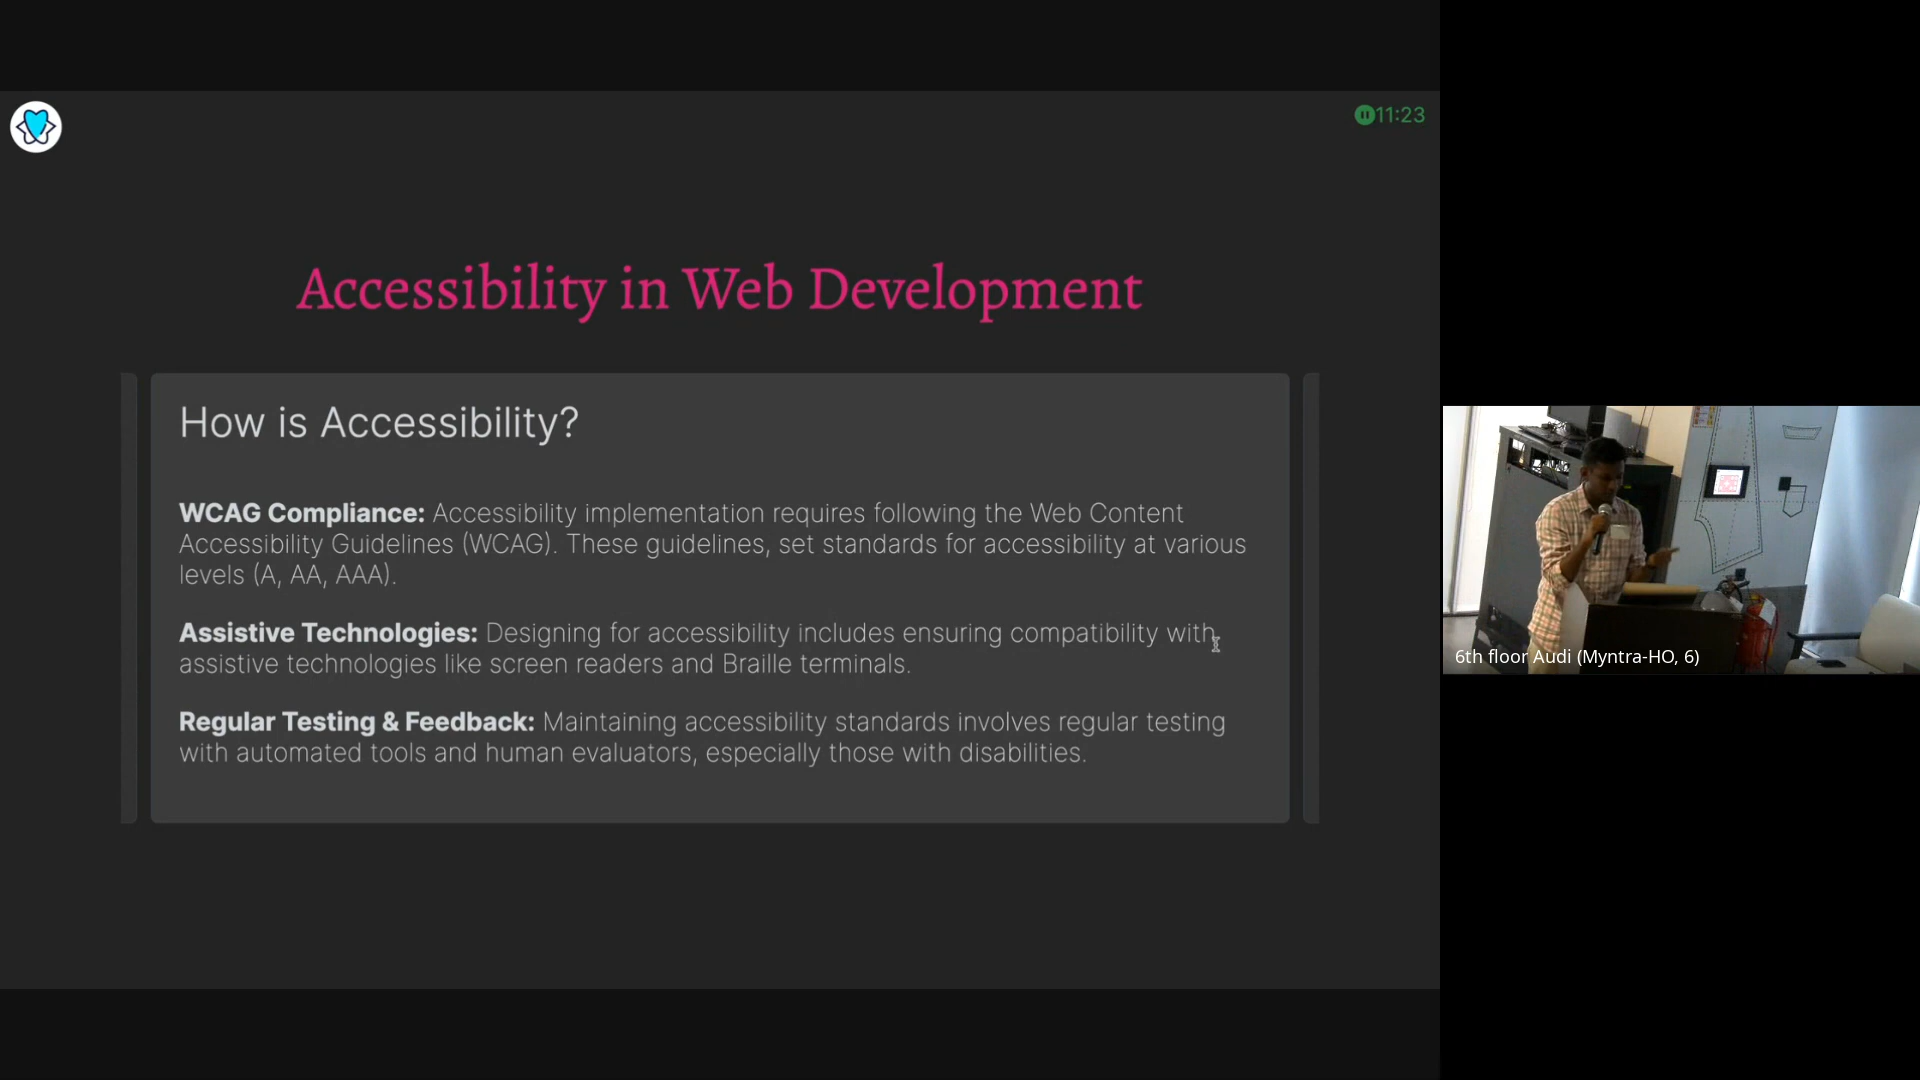 11:23
Accessibility in Web Development
How is Accessibility?
WCAG Compliance: Accessibility implementation requires following the Web Content
Accessibility Guidelines (WCAG). These guidelines, set standards for accessibility at various
levels (A, AA, AAA).
Assistive Technologies: Designing for accessibility includes ensuring compatibility with
assistive technologies like screen readers and Braille terminals.
Regular Testing & Feedback: Maintaining accessibility standards involves regular testing
with automated tools and human evaluators, especially those with disabilities.
6th floor Audi (Myntra-HO, 6)